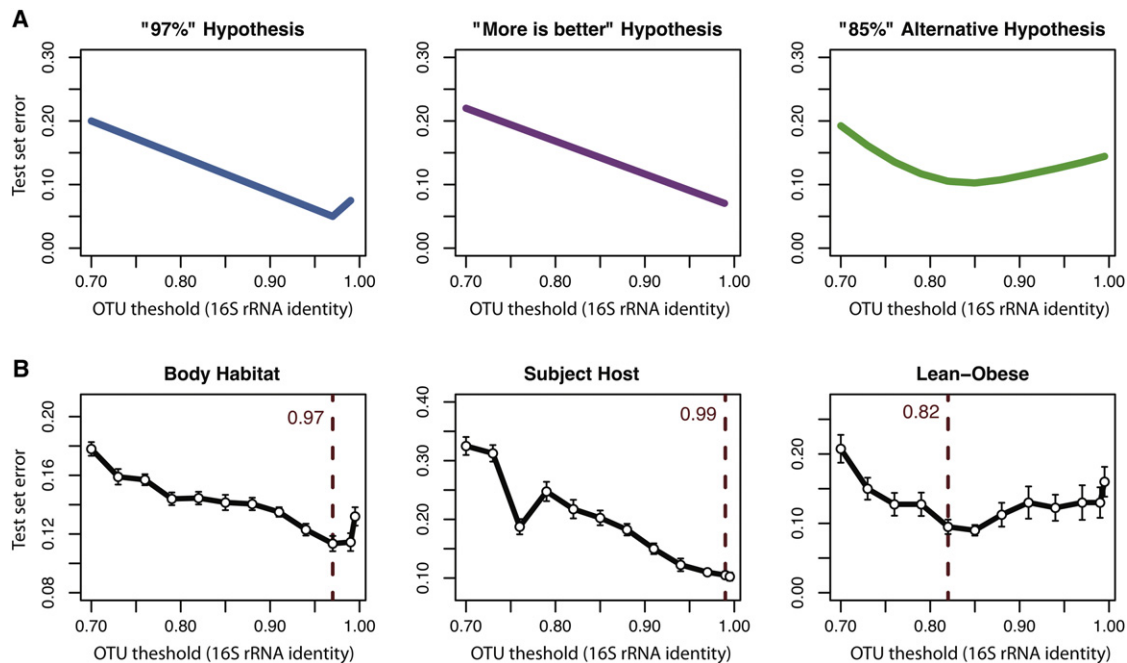 A
"97%" Hypothesis
"More is better" Hypothesis
"85%" Alternative Hypothesis
Test set error
0.00
0.10
0.20
0.30
0.70 0.80 0.90 1.00
OTU theshold (16S rRNA identity)
0.00
0.10
0.20
0.30
0.70 0.80 0.90 1.00
OTU theshold (16S rRNA identity)
0.00
0.10
0.20
0.30
0.70 0.80 0.90 1.00
OTU theshold (16S rRNA identity)
B
Body Habitat
Subject Host
Lean–Obese
Test set error
0.08
0.12
0.16
0.20
0.97
0.70 0.80 0.90 1.00
OTU theshold (16S rRNA identity)
0.10
0.20
0.30
0.40
0.99
0.70 0.80 0.90 1.00
OTU theshold (16S rRNA identity)
0.00
0.10
0.20
0.82
0.70 0.80 0.90 1.00
OTU theshold (16S rRNA identity)